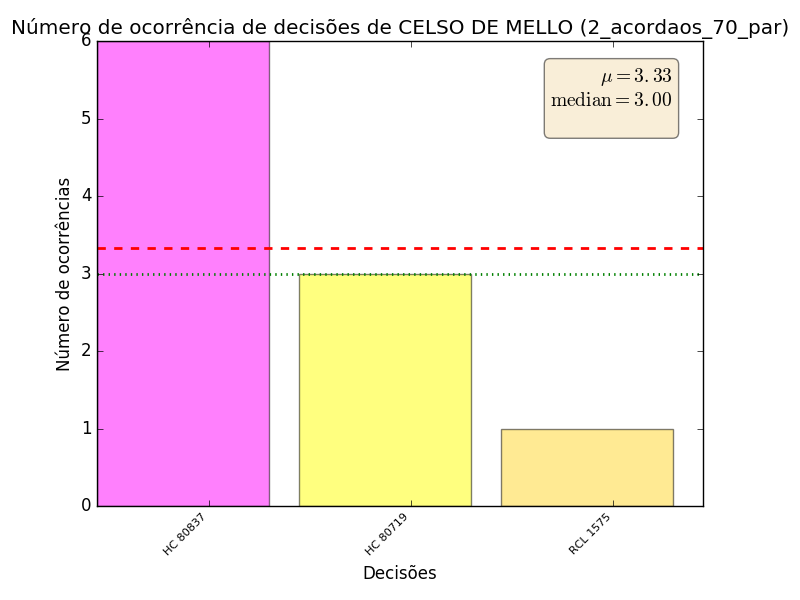 Número de ocorrência de decisões de CELSO DE MELLO (2_acordaos_70_par)
μ = 3.33
median = 3.00
Número de ocorrências
6
5
4
3
2
1
0
HC 80837
HC 80719
RCL 1575
Decisões